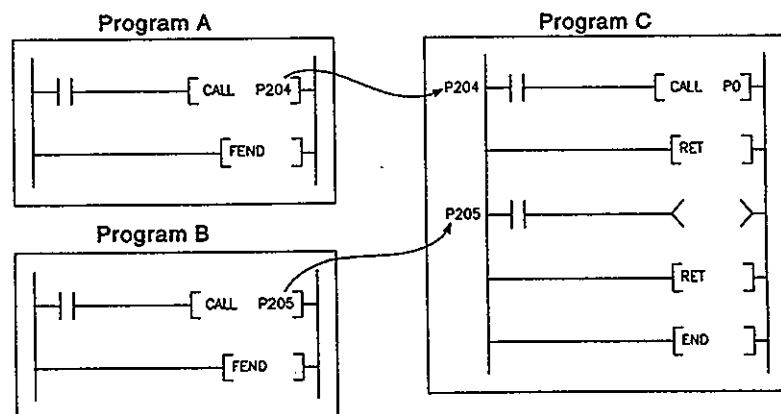 Program A
CALL P204
FEND
Program B
CALL P205
FEND
Program C
P204 CALL P0
RET
P205
RET
END